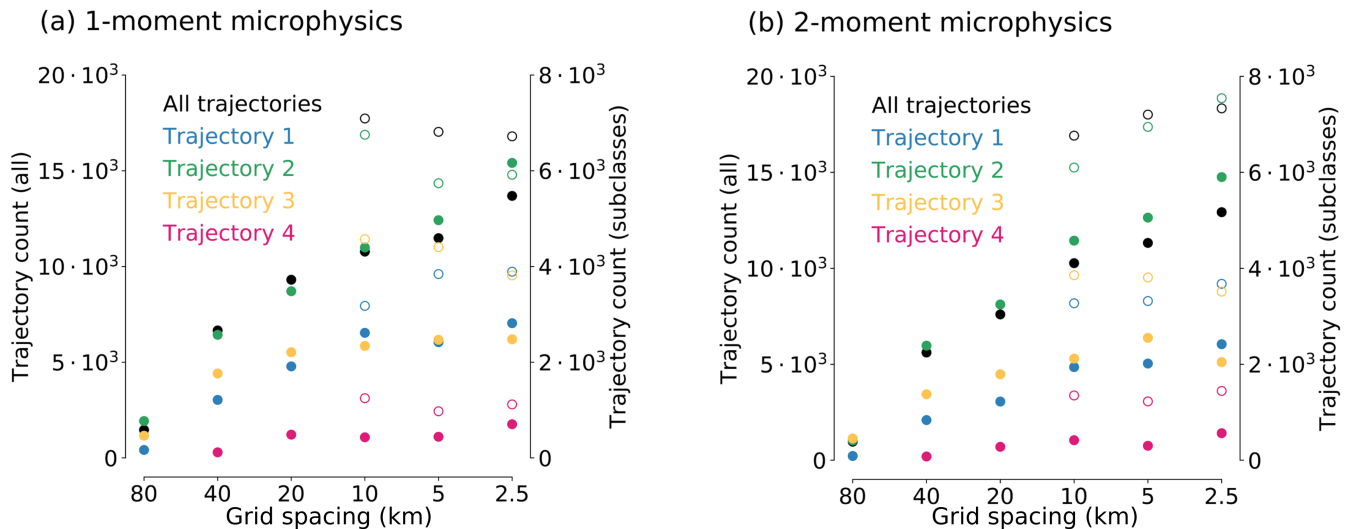 (a) 1-moment microphysics
20·10³
15·10³
10·10³
5·10³
0
Trajectory count (all)
All trajectories
Trajectory 1
Trajectory 2
Trajectory 3
Trajectory 4
8·10³
6·10³
4·10³
2·10³
0
Trajectory count (subclasses)
80 40 20 10 5 2.5
Grid spacing (km)
(b) 2-moment microphysics
20·10³
15·10³
10·10³
5·10³
0
Trajectory count (all)
All trajectories
Trajectory 1
Trajectory 2
Trajectory 3
Trajectory 4
8·10³
6·10³
4·10³
2·10³
0
Trajectory count (subclasses)
80 40 20 10 5 2.5
Grid spacing (km)